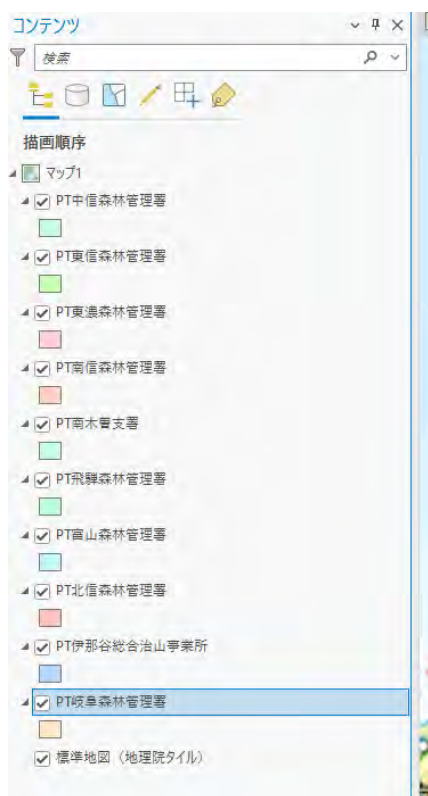 コンテンツ
検索
描画順序
マップ1
PT中信森林管理署
PT東信森林管理署
PT東濃森林管理署
PT南信森林管理署
PT南木曽支署
PT飛騨森林管理署
PT富山森林管理署
PT北信森林管理署
PT伊那谷総合治山事業所
PT岐阜森林管理署
標準地図（地理院タイル）